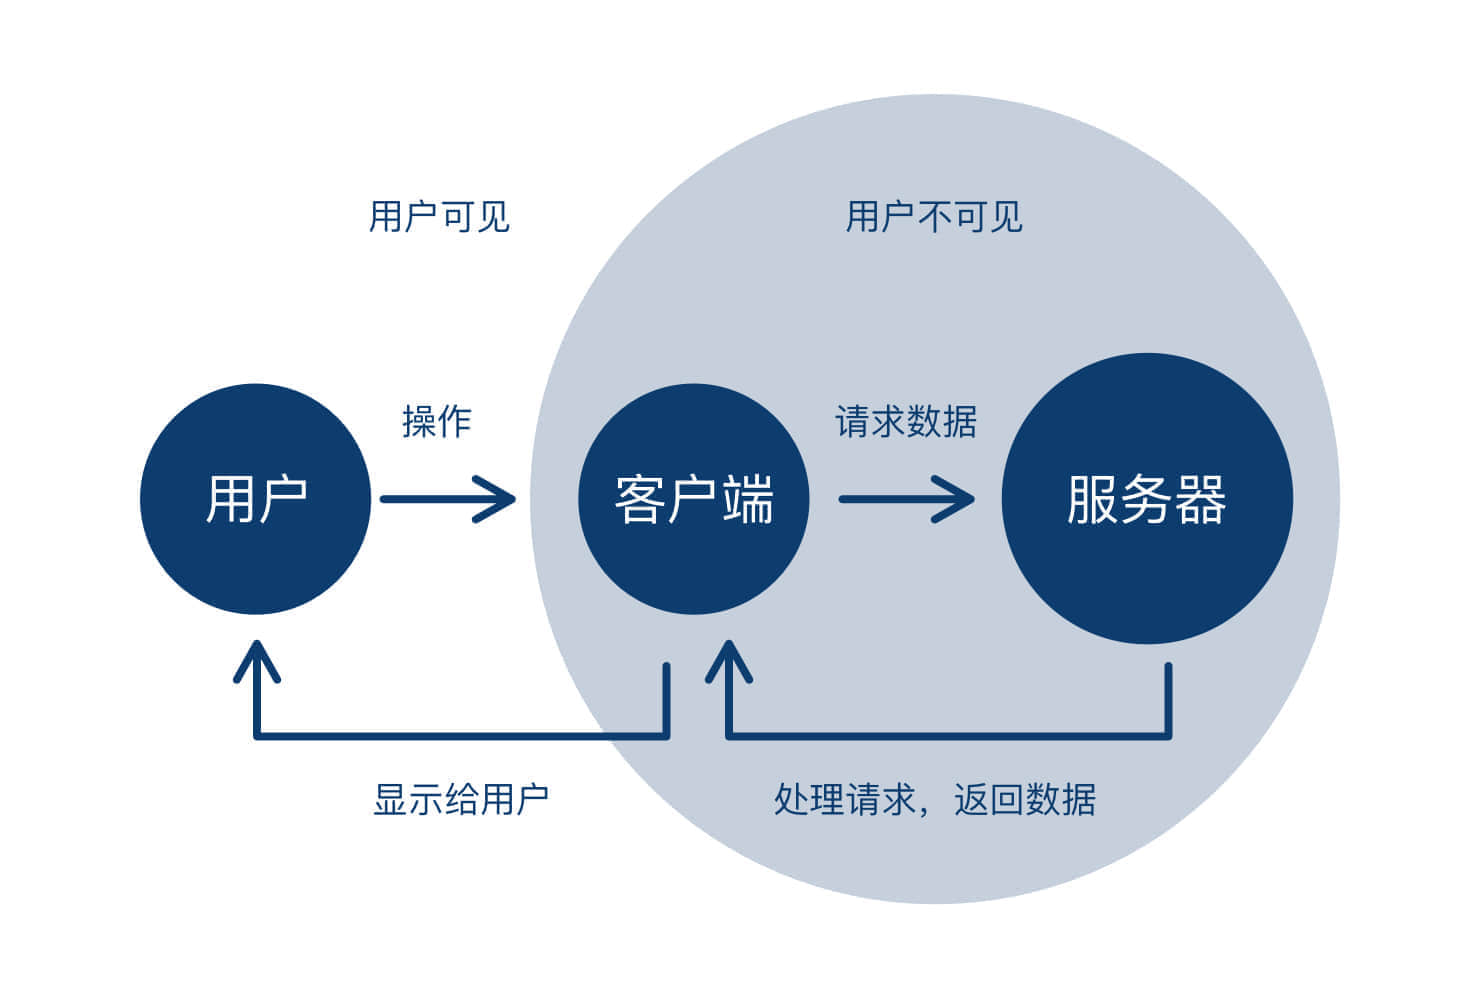 用户可见
用户不可见
操作
请求数据
用户
客户端
服务器
显示给用户
处理请求，返回数据